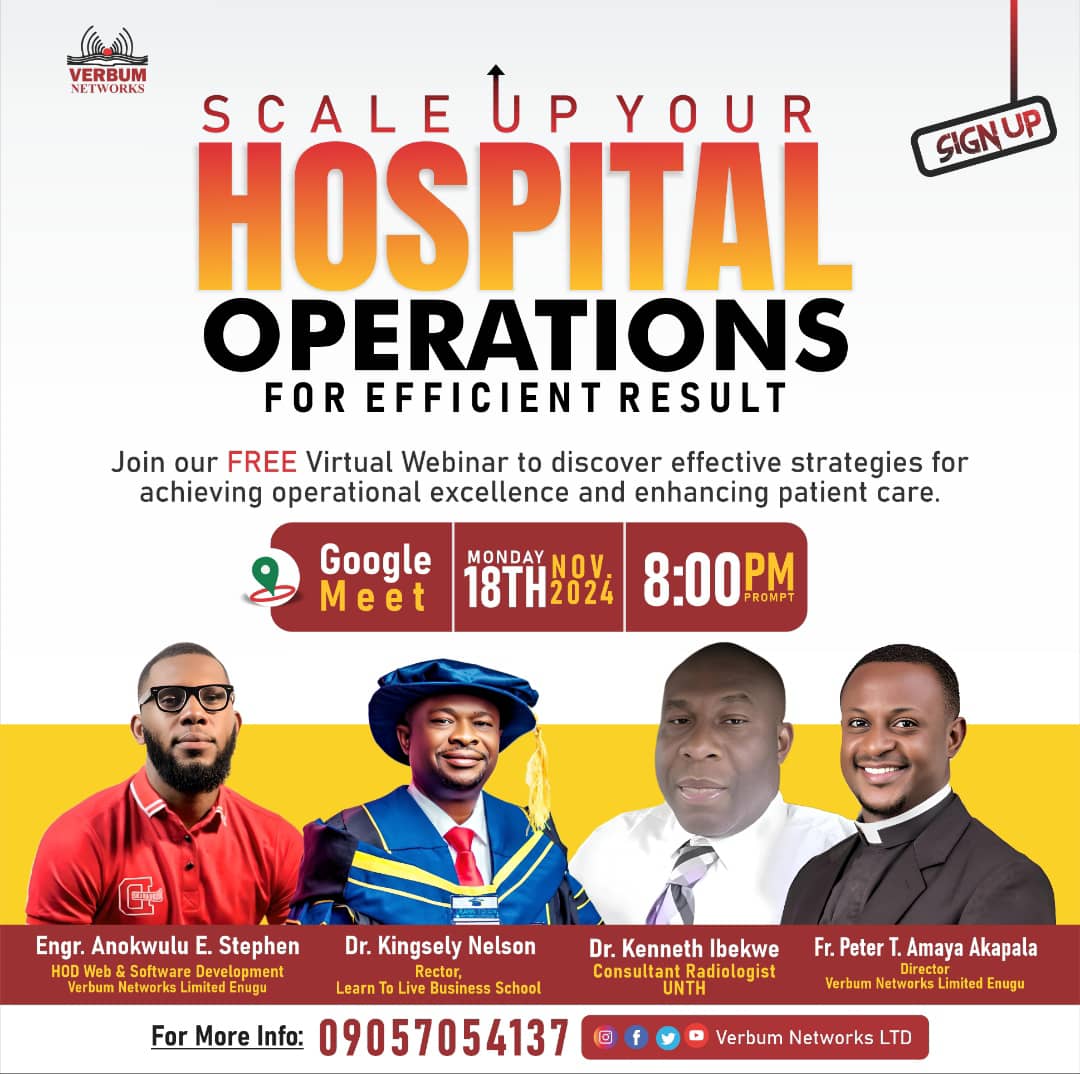 VERBUM
NETWORKS
SIGN UP
SCALE UP YOUR
HOSPITAL
OPERATIONS
FOR EFFICIENT RESULT
Join our FREE Virtual Webinar to discover effective strategies for
achieving operational excellence and enhancing patient care.
Google
Meet
MONDAY
18TH
NOV.
2024
8:00 PM
PROMPT
Engr. Anokwulu E. Stephen
HOD Web & Software Development
Verbum Networks Limited Enugu
Dr. Kingsely Nelson
Rector,
Learn To Live Business School
Dr. Kenneth Ibekwe
Consultant Radiologist
UNTH
Fr. Peter T. Amaya Akapala
Director
Verbum Networks Limited Enugu
For More Info: 09057054137
Verbum Networks LTD